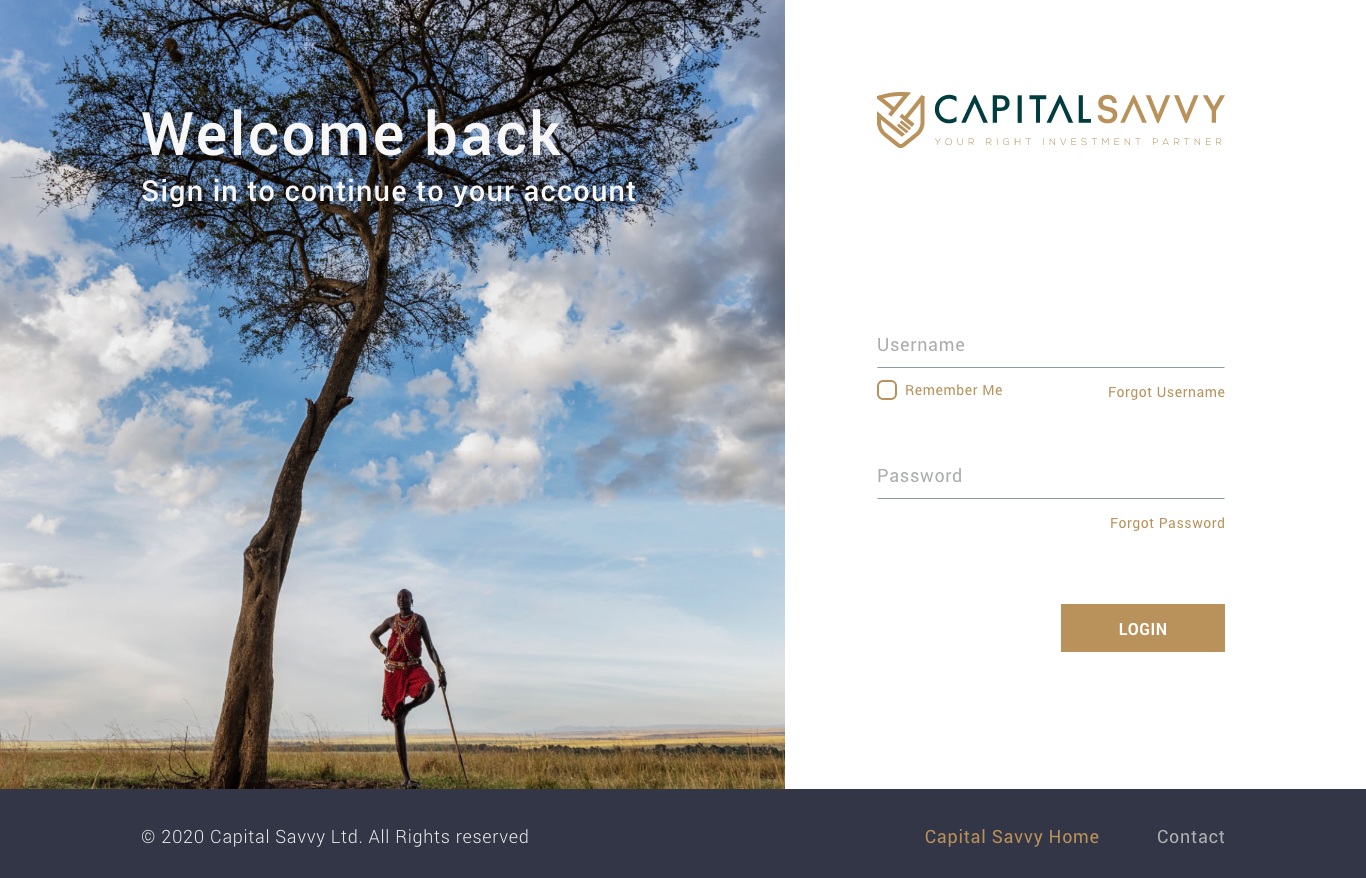 Welcome back
Sign in to continue to your account
CAPITALSAVVY
YOUR RIGHT INVESTMENT PARTNER
Username
Remember Me
Forgot Username
Password
Forgot Password
LOGIN
© 2020 Capital Savvy Ltd. All Rights reserved
Capital Savvy Home
Contact